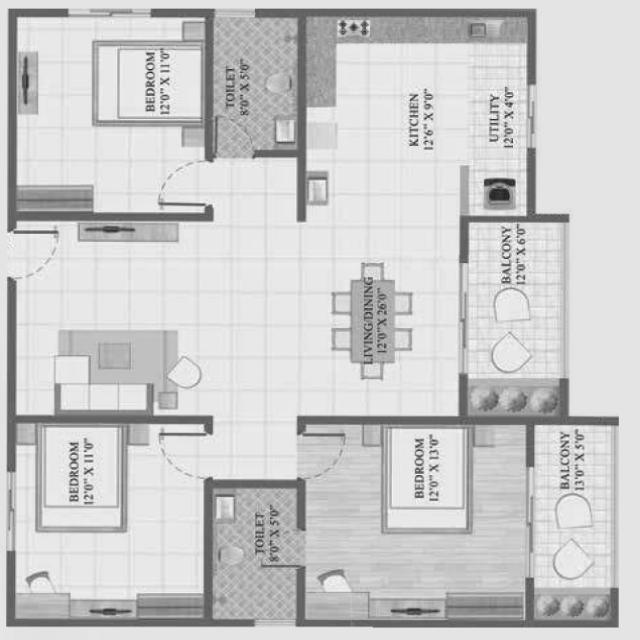 BEDROOM
12'0" X 11'0"
TOILET
8'0" X 5'0"
KITCHEN
12'6" X 9'0"
UTILITY
12'0" X 4'0"
BALCONY
12'0" X 6'0"
LIVING/DINING
12'0" X 26'0"
BEDROOM
12'0" X 11'0"
TOILET
8'0" X 5'0"
BEDROOM
12'0" X 13'0"
BALCONY
13'0" X 5'0"